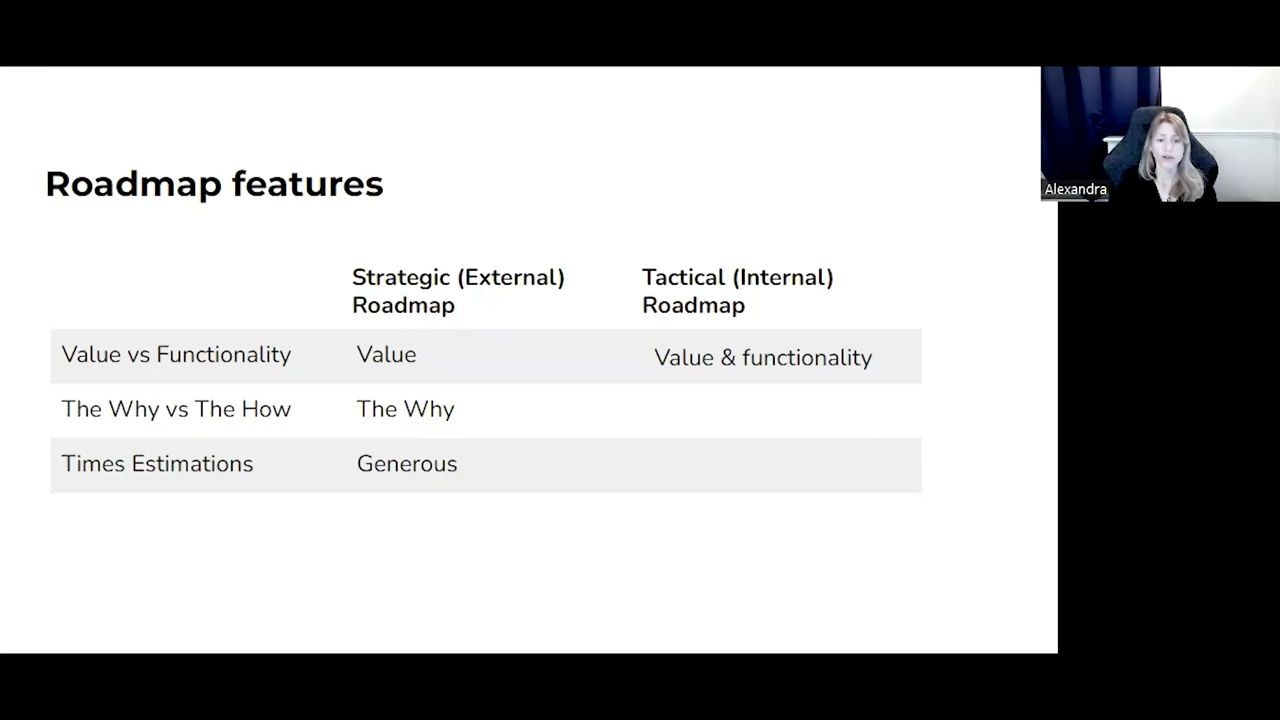 Roadmap features
Strategic (External)
Roadmap
Tactical (Internal)
Roadmap
Value vs Functionality
Value
Value & functionality
The Why vs The How
The Why
Times Estimations
Generous
Alexandra